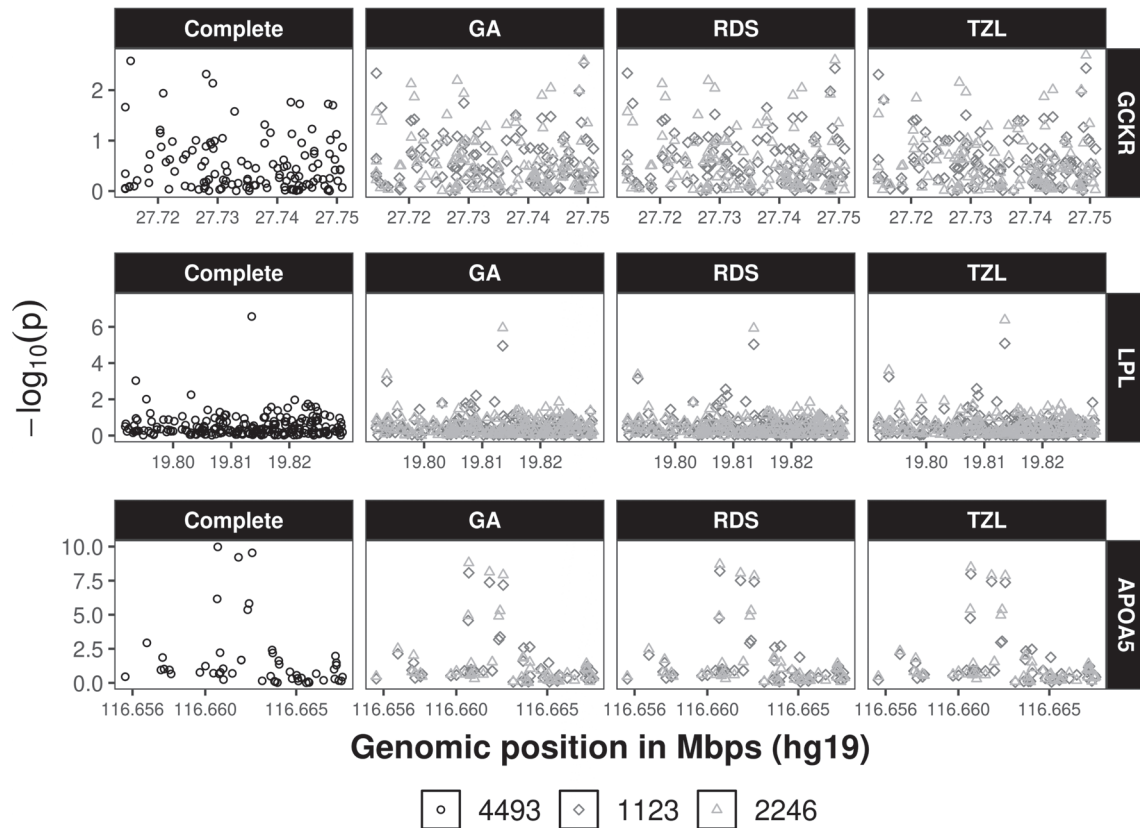 Complete GA RDS TZL
GCKR
2
1
0
27.72 27.73 27.74 27.75 27.72 27.73 27.74 27.75 27.72 27.73 27.74 27.75 27.72 27.73 27.74 27.75
Complete GA RDS TZL
LPL
6
4
2
0
19.80 19.81 19.82 19.80 19.81 19.82 19.80 19.81 19.82 19.80 19.81 19.82
−log10(p)
Complete GA RDS TZL
APOA5
10.0
7.5
5.0
2.5
0.0
116.656 116.660 116.665 116.656 116.660 116.665 116.656 116.660 116.665 116.656 116.660 116.665
Genomic position in Mbps (hg19)
4493 1123 2246